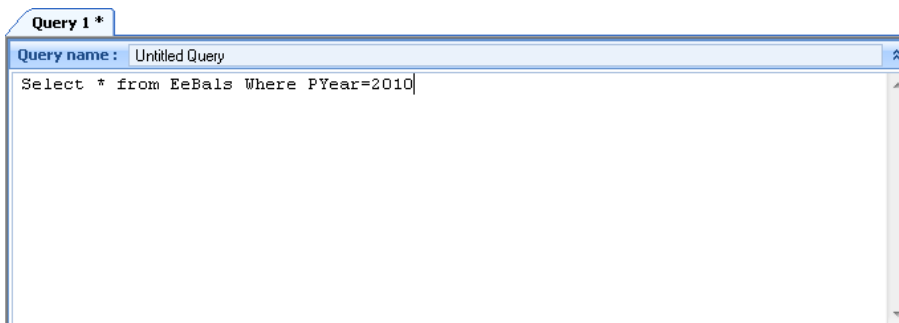 Query 1 *
Query name : Untitled Query
Select * from EeBals Where PYear=2010